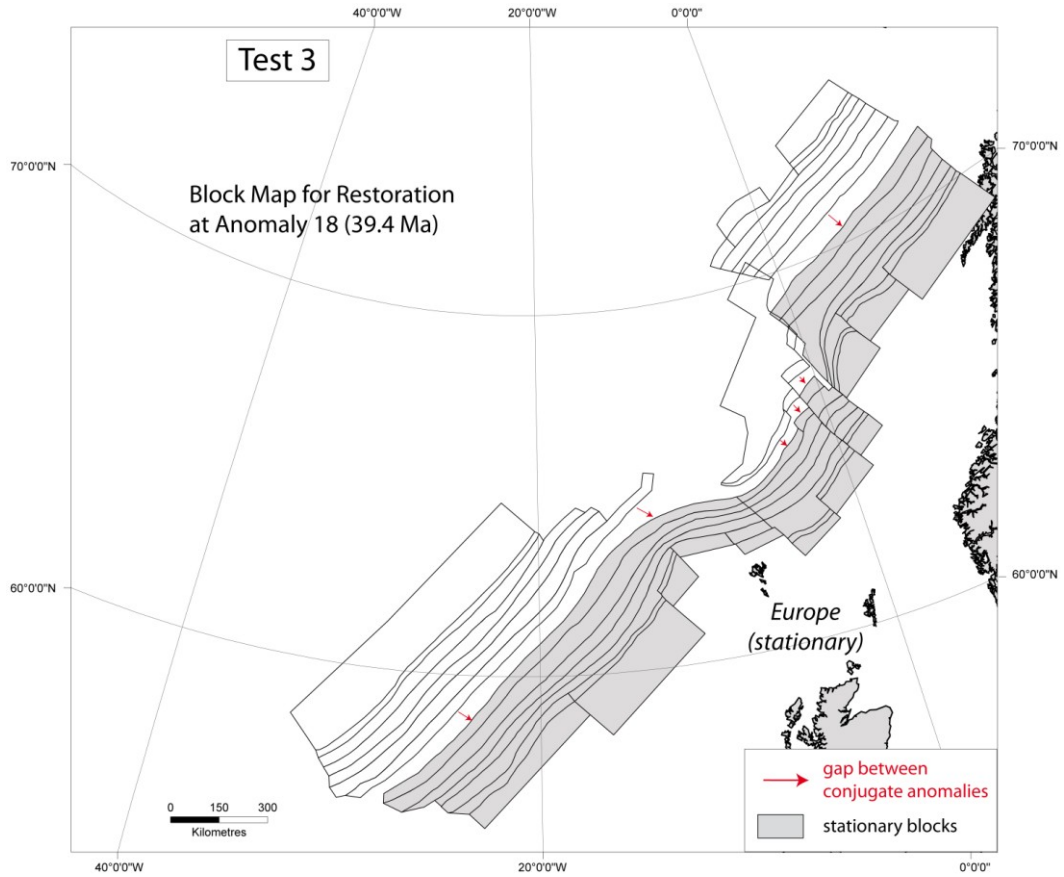 40°0'0"W 20°0'0"W 0°0'0"
Test 3
70°0'0"N 70°0'0"N
Block Map for Restoration
at Anomaly 18 (39.4 Ma)
60°0'0"N 60°0'0"N
Europe
(stationary)
gap between
conjugate anomalies
stationary blocks
0 150 300
Kilometres
40°0'0"W 20°0'0"W 0°0'0"